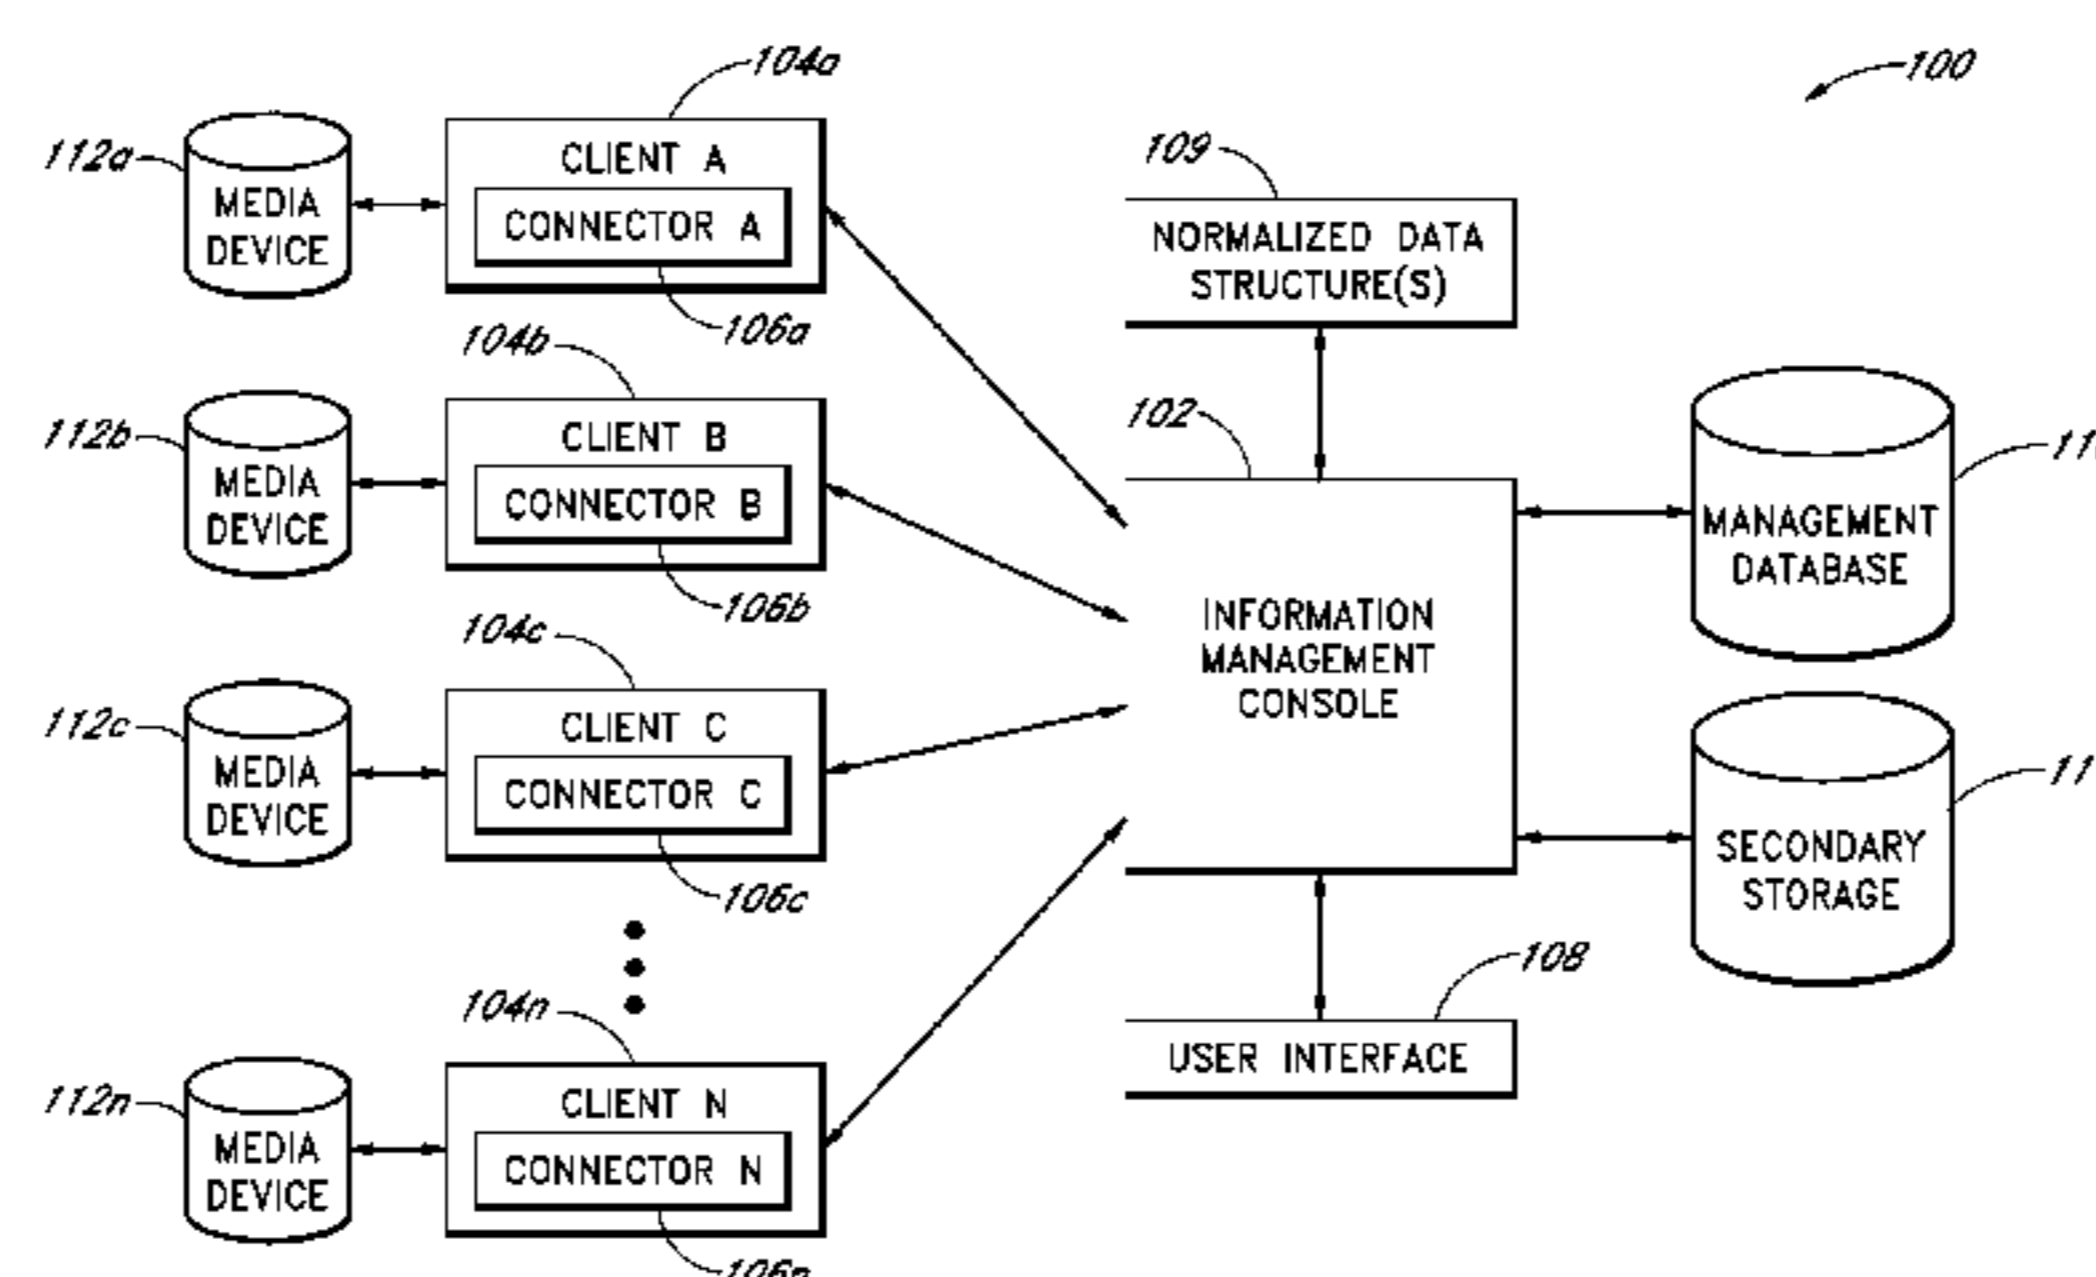 104a
100
112a
MEDIA
DEVICE
CLIENT A
CONNECTOR A
106a
109
NORMALIZED DATA
STRUCTURE(S)
104b
112b
MEDIA
DEVICE
CLIENT B
CONNECTOR B
106b
102
INFORMATION
MANAGEMENT
CONSOLE
MANAGEMENT
DATABASE
104c
112c
MEDIA
DEVICE
CLIENT C
CONNECTOR C
106c
11
SECONDARY
STORAGE
108
USER INTERFACE
104n
112n
MEDIA
DEVICE
CLIENT N
CONNECTOR N